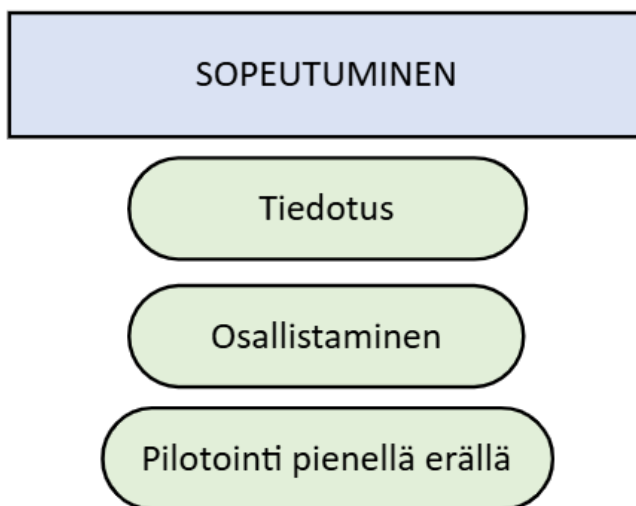 SOPEUTUMINEN
Tiedotus
Osallistaminen
Pilotointi pienellä erällä